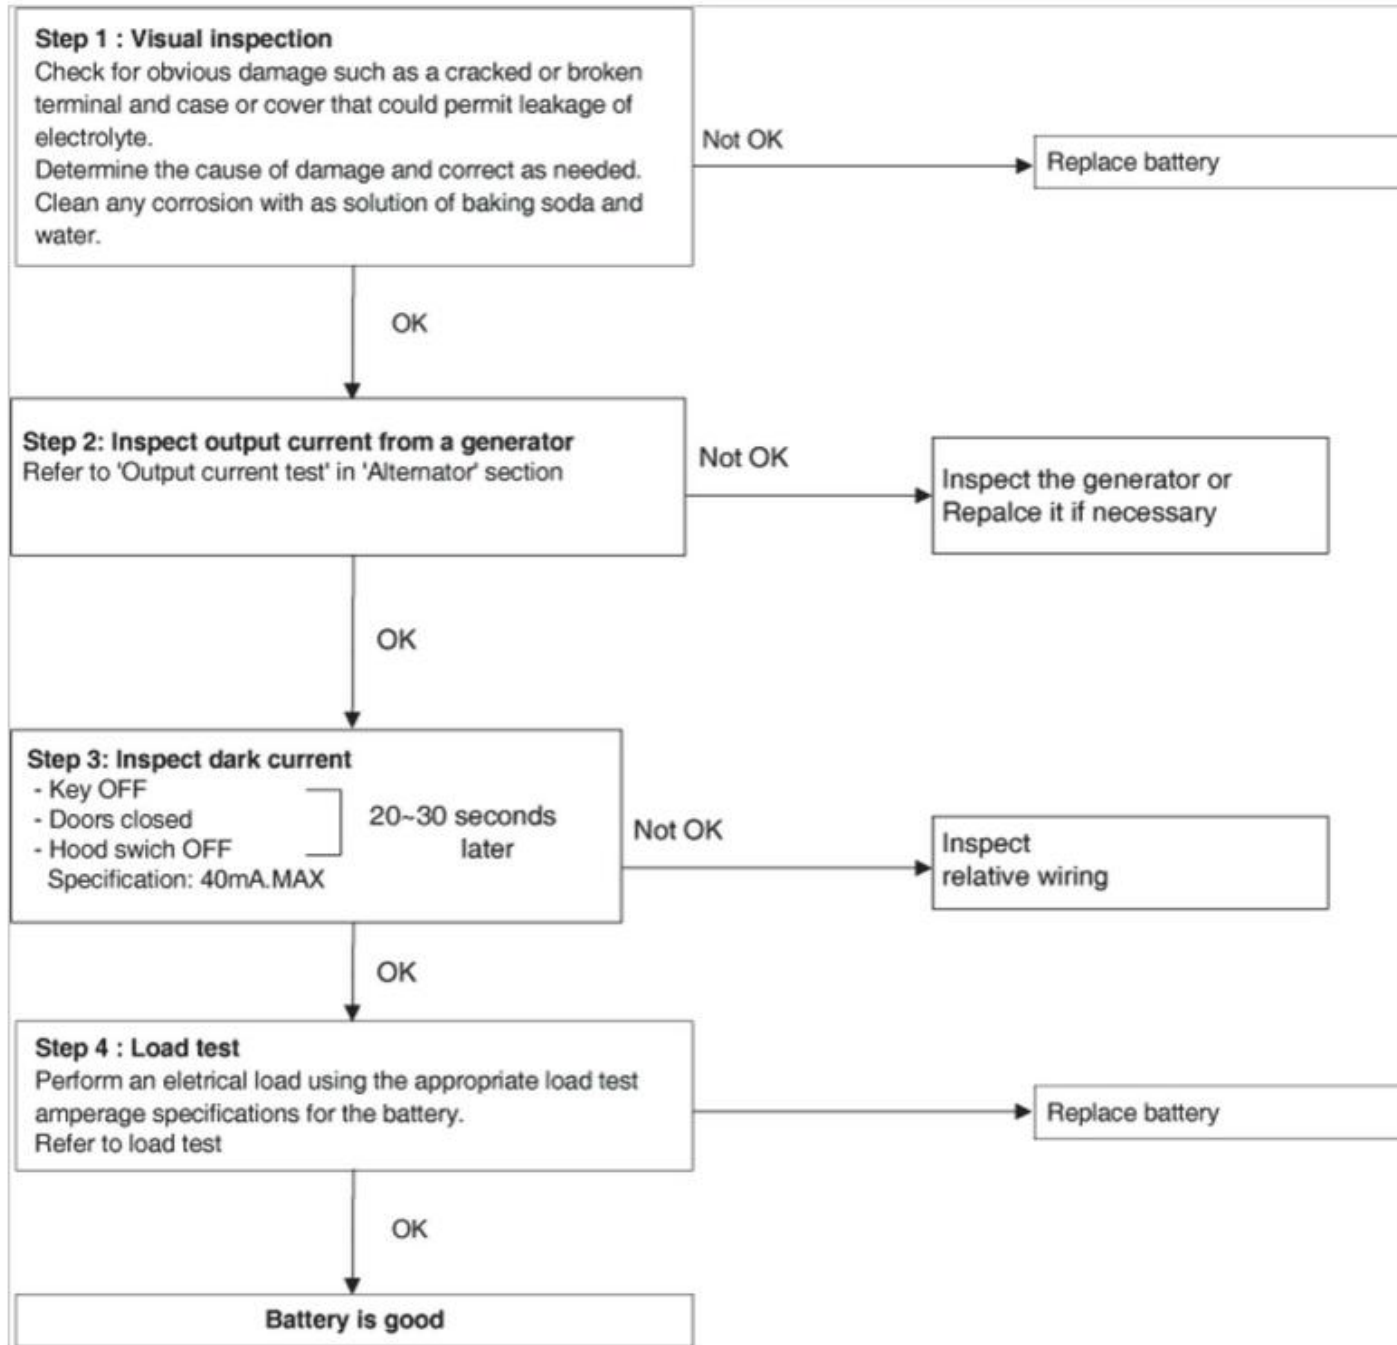 Step 1 : Visual inspection
Check for obvious damage such as a cracked or broken
terminal and case or cover that could permit leakage of
electrolyte.
Determine the cause of damage and correct as needed.
Clean any corrosion with as solution of baking soda and
water.
Not OK
Replace battery
OK
Step 2: Inspect output current from a generator
Refer to 'Output current test' in 'Alternator' section
Not OK
Inspect the generator or
Repalce it if necessary
OK
Step 3: Inspect dark current
- Key OFF
- Doors closed
- Hood swich OFF
Specification: 40mA.MAX
20~30 seconds
later
Not OK
Inspect
relative wiring
OK
Step 4 : Load test
Perform an eletrical load using the appropriate load test
amperage specifications for the battery.
Refer to load test
Replace battery
OK
Battery is good